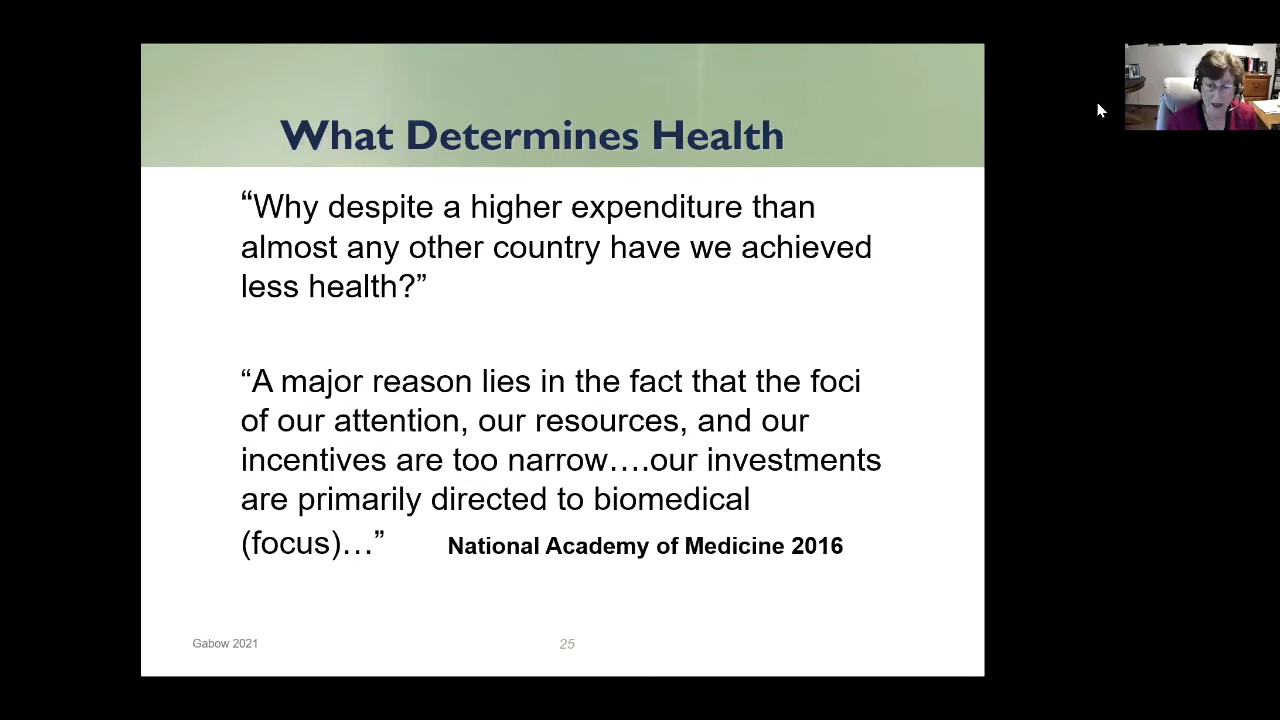 What Determines Health
“Why despite a higher expenditure than
almost any other country have we achieved
less health?”
“A major reason lies in the fact that the foci
of our attention, our resources, and our
incentives are too narrow….our investments
are primarily directed to biomedical
(focus)…” National Academy of Medicine 2016
Gabow 2021 25